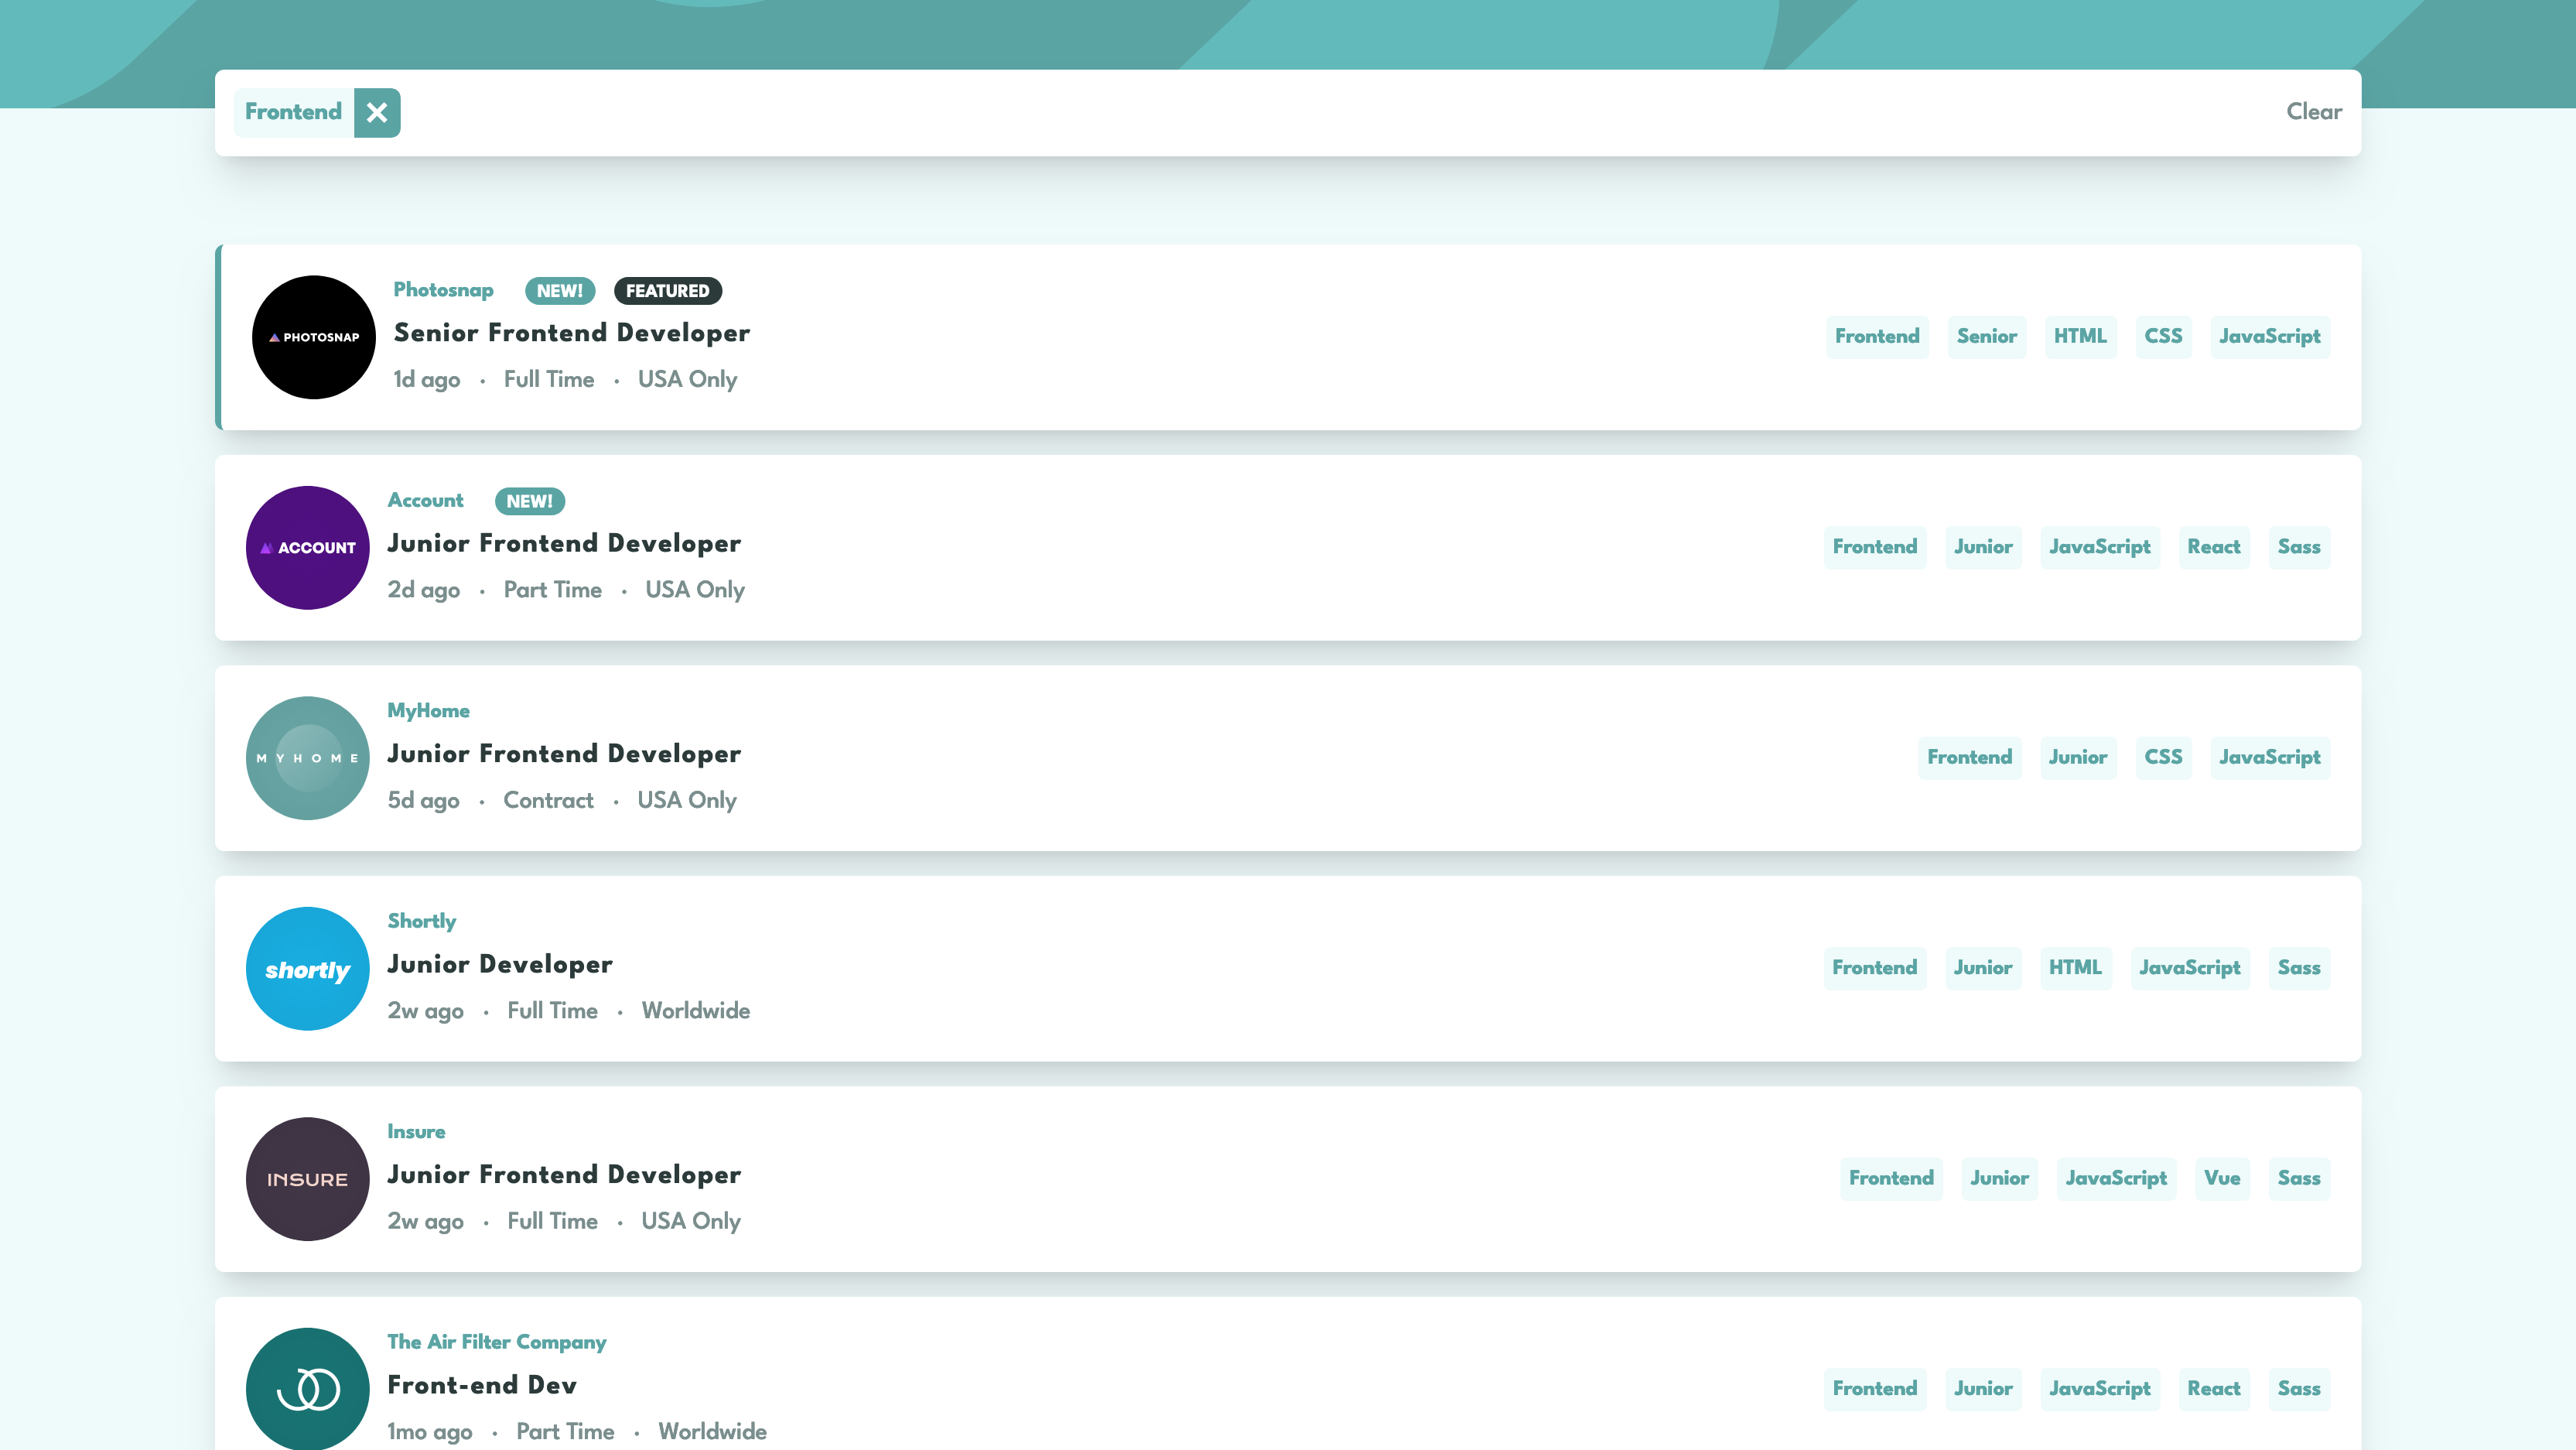 Frontend Clear
PHOTOSNAP
Photosnap NEW! FEATURED
Senior Frontend Developer
1d ago · Full Time · USA Only
Frontend Senior HTML CSS JavaScript
ACCOUNT
Account NEW!
Junior Frontend Developer
2d ago · Part Time · USA Only
Frontend Junior JavaScript React Sass
MYHOME
MyHome
Junior Frontend Developer
5d ago · Contract · USA Only
Frontend Junior CSS JavaScript
shortly
Shortly
Junior Developer
2w ago · Full Time · Worldwide
Frontend Junior HTML JavaScript Sass
INSURE
Insure
Junior Frontend Developer
2w ago · Full Time · USA Only
Frontend Junior JavaScript Vue Sass
The Air Filter Company
Front-end Dev
1mo ago · Part Time · Worldwide
Frontend Junior JavaScript React Sass